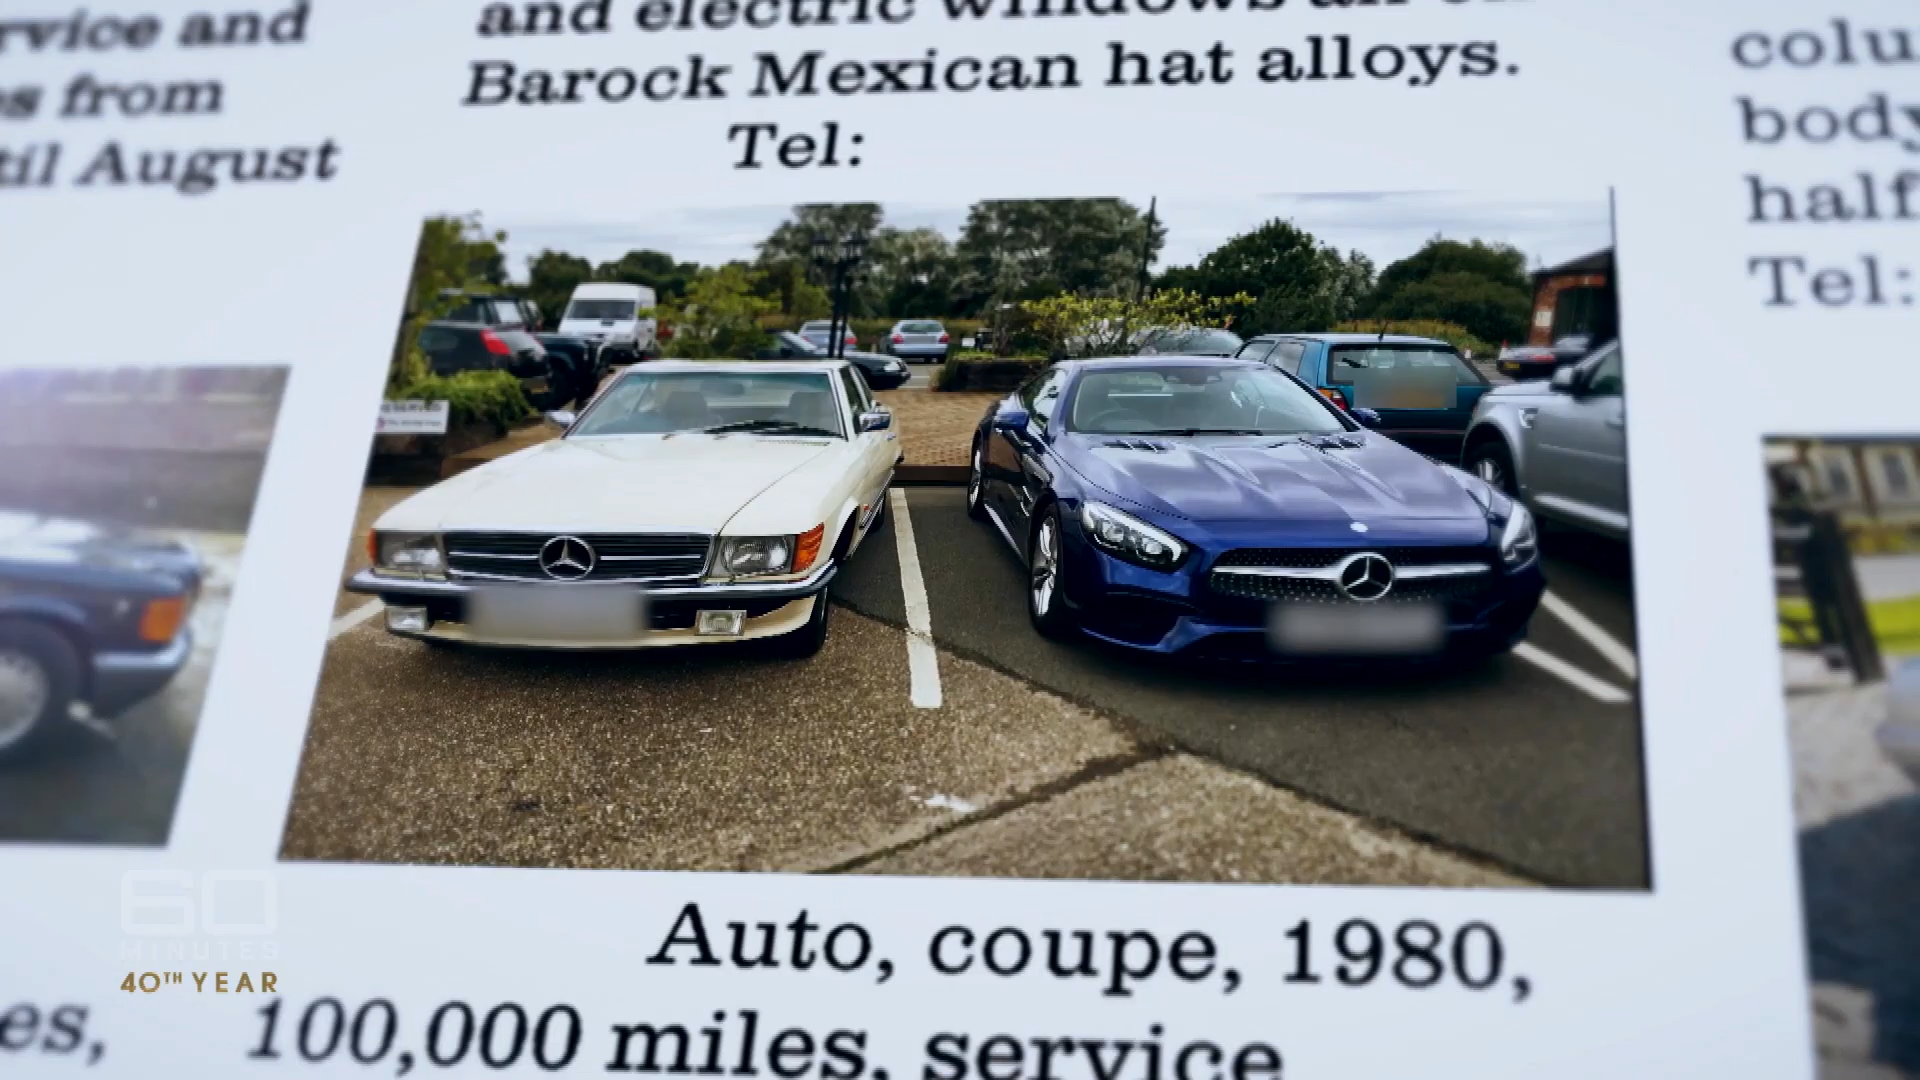 rvice and
es from
til August
and electric windows all
Barock Mexican hat alloys.
Tel:
colu
body
half
Tel:
Auto, coupe, 1980,
100,000 miles, service
es,
60
MINUTES
40TH YEAR